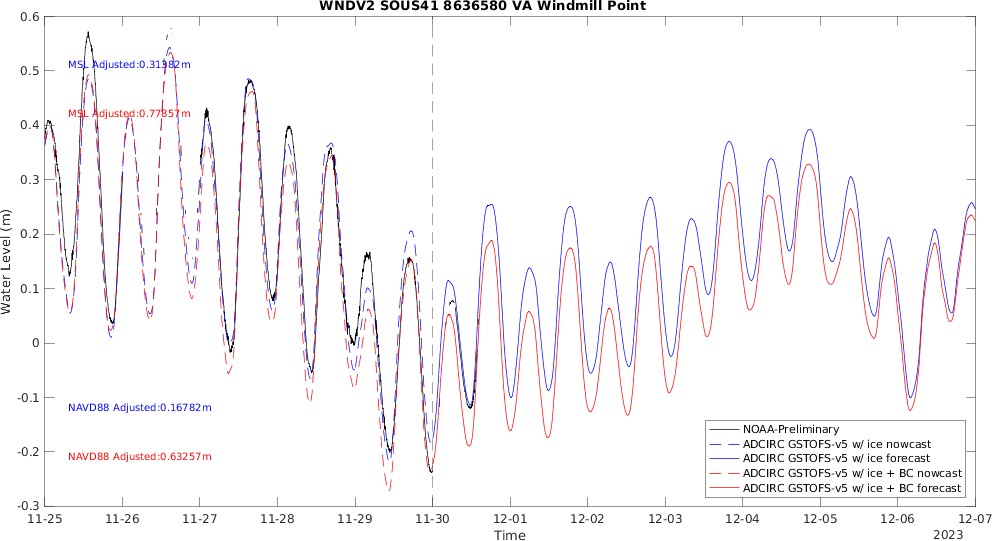 WNDV2 SOUS41 8636580 VA Windmill Point
Water Level (m)
0.6
0.5
0.4
0.3
0.2
0.1
0
-0.1
-0.2
-0.3
MSL Adjusted:0.31382m
MSL Adjusted:0.77857m
NAVD88 Adjusted:0.16782m
NAVD88 Adjusted:0.63257m
NOAA-Preliminary
ADCIRC GSTOFS-v5 w/ ice nowcast
ADCIRC GSTOFS-v5 w/ ice forecast
ADCIRC GSTOFS-v5 w/ ice + BC nowcast
ADCIRC GSTOFS-v5 w/ ice + BC forecast
11-25 11-26 11-27 11-28 11-29 11-30 12-01 12-02 12-03 12-04 12-05 12-06 12-07
Time
2023